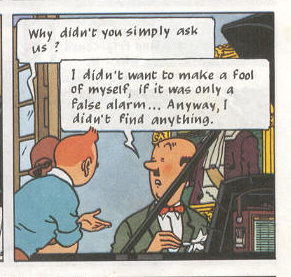 Why didn't you simply ask
us ?
I didn't want to make a fool
of myself, if it was only a
false alarm... Anyway, I
didn't find anything.